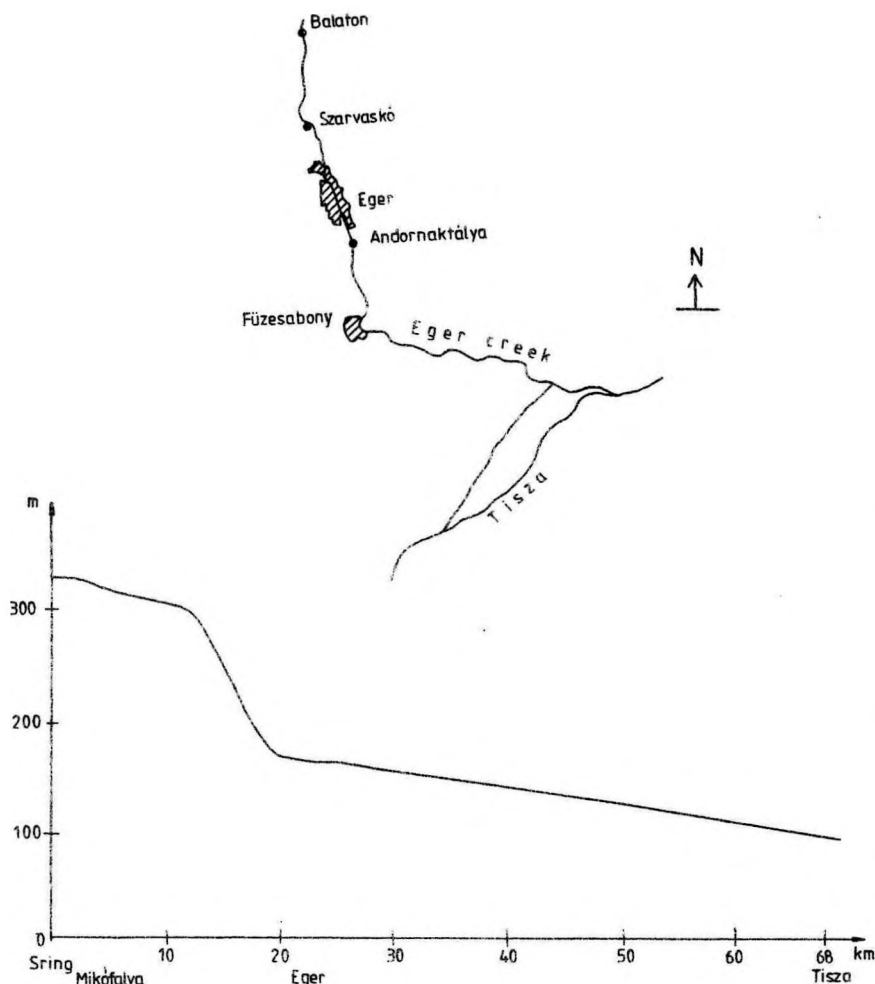 Balaton
Szarvaskó
Eger
Andornaktálya
N
Füzesabony
Eger creek
Tisza
m
300
200
100
0
10
20
30
40
50
60
68
km
Sring
Mikófalva
Eger
Tisza